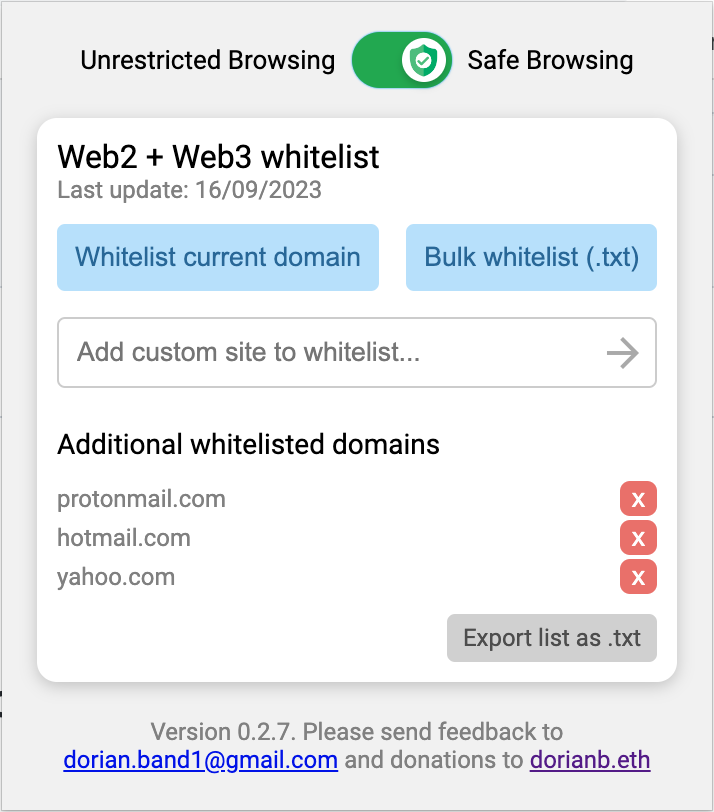 Unrestricted Browsing Safe Browsing
Web2 + Web3 whitelist
Last update: 16/09/2023
Whitelist current domain Bulk whitelist (.txt)
Add custom site to whitelist...
Additional whitelisted domains
protonmail.com x
hotmail.com x
yahoo.com x
Export list as .txt
Version 0.2.7. Please send feedback to
dorian.band1@gmail.com and donations to dorianb.eth